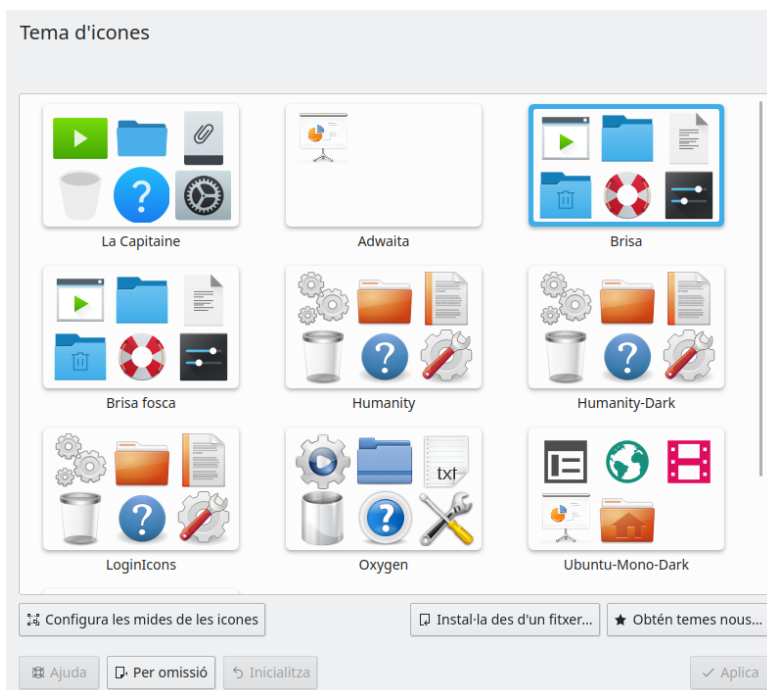 Tema d'icones
La Capitaine
Adwaita
Brisa
Brisa fosca
Humanity
Humanity-Dark
txt
LoginIcons
Oxygen
Ubuntu-Mono-Dark
Configura les mides de les icones
Instal·la des d'un fitxer...
Obtén temes nous...
Ajuda
Per omissió
Inicialitza
Aplica